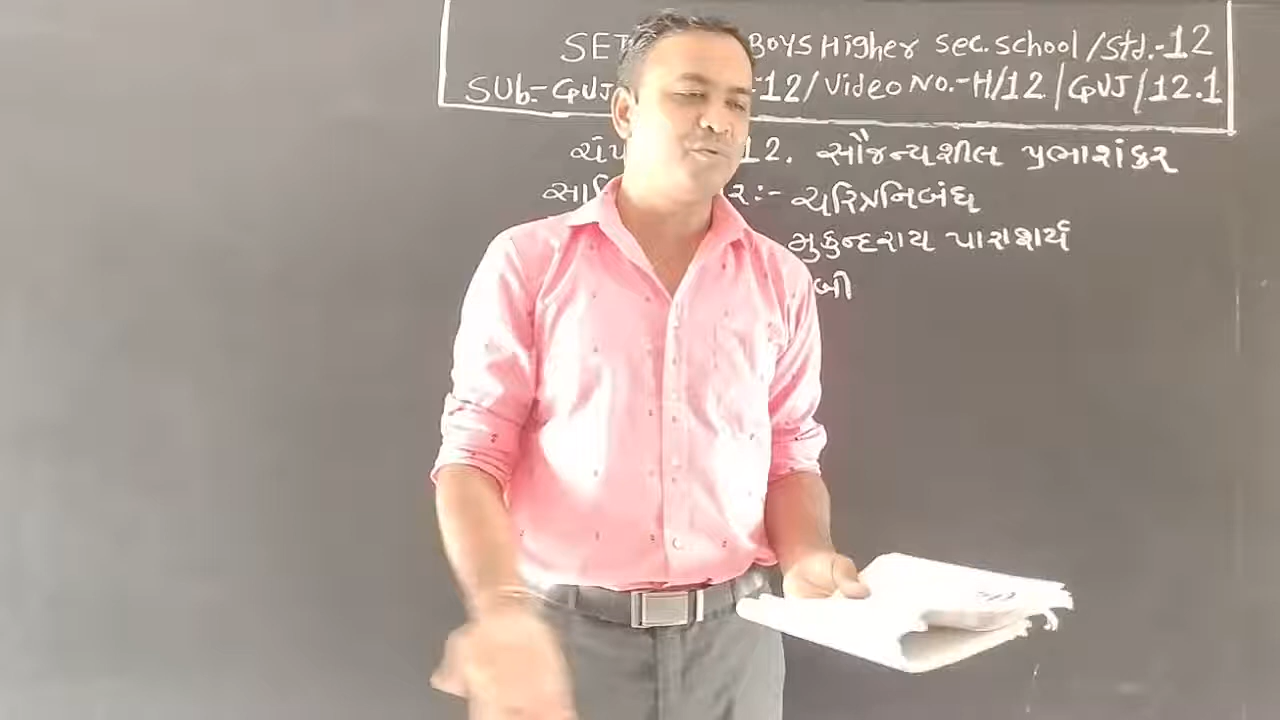 SET BOYS Higher Sec. School / Std.-12
Sub:- GUJ -12 / Video No.-H/12 / GUJ / 12.1
12. સૌજન્યશીલ પ્રભાશંકર
સા ર:- ચરિત્રનિબંધ
મુકુન્દરાય પારાશર્ય
બી